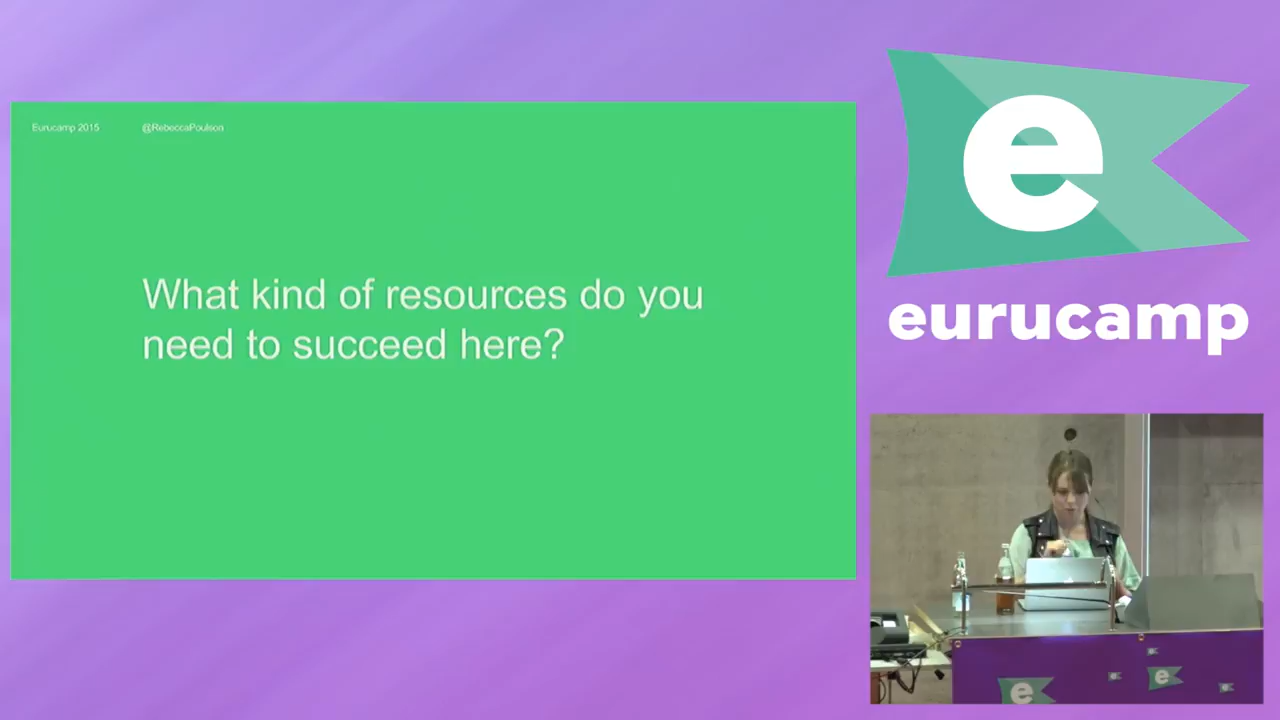 Eurucamp 2015 @RebeccaPoulson
What kind of resources do you
need to succeed here?
e
eurucamp
e
e
e
e
e